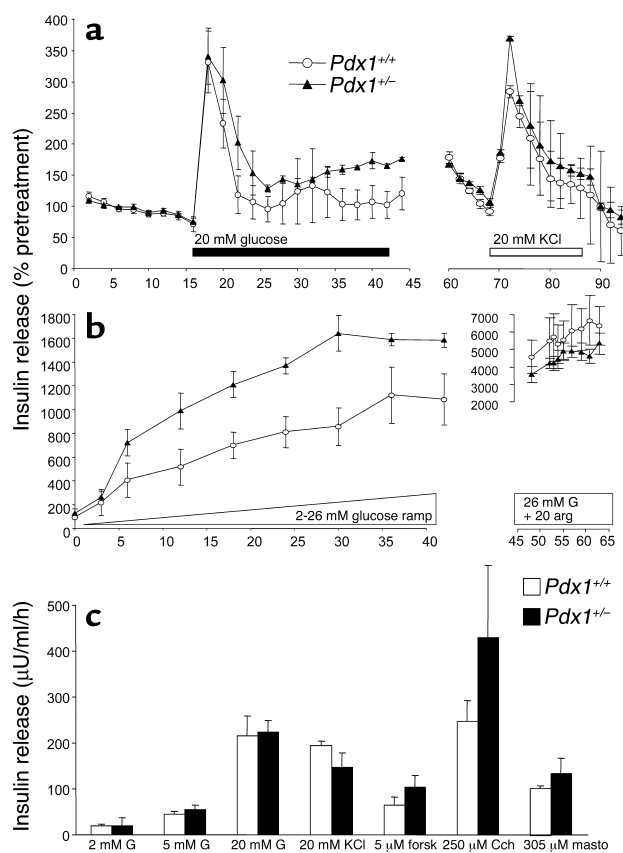 Insulin release (% pretreatment)
a
400
350
300
250
200
150
100
50
0
Pdx1+/+
Pdx1+/−
20 mM glucose
20 mM KCl
0 5 10 15 20 25 30 35 40 45
60 70 80 90
b
1800
1600
1400
1200
1000
800
600
400
200
0
2-26 mM glucose ramp
0 5 10 15 20 25 30 35 40
7000
6000
5000
4000
3000
2000
26 mM G
+ 20 arg
45 50 55 60 65
Insulin release (μU/ml/h)
c
500
400
300
200
100
0
Pdx1+/+
Pdx1+/−
2 mM G 5 mM G 20 mM G 20 mM KCl 5 μM forsk 250 μM Cch 305 μM masto